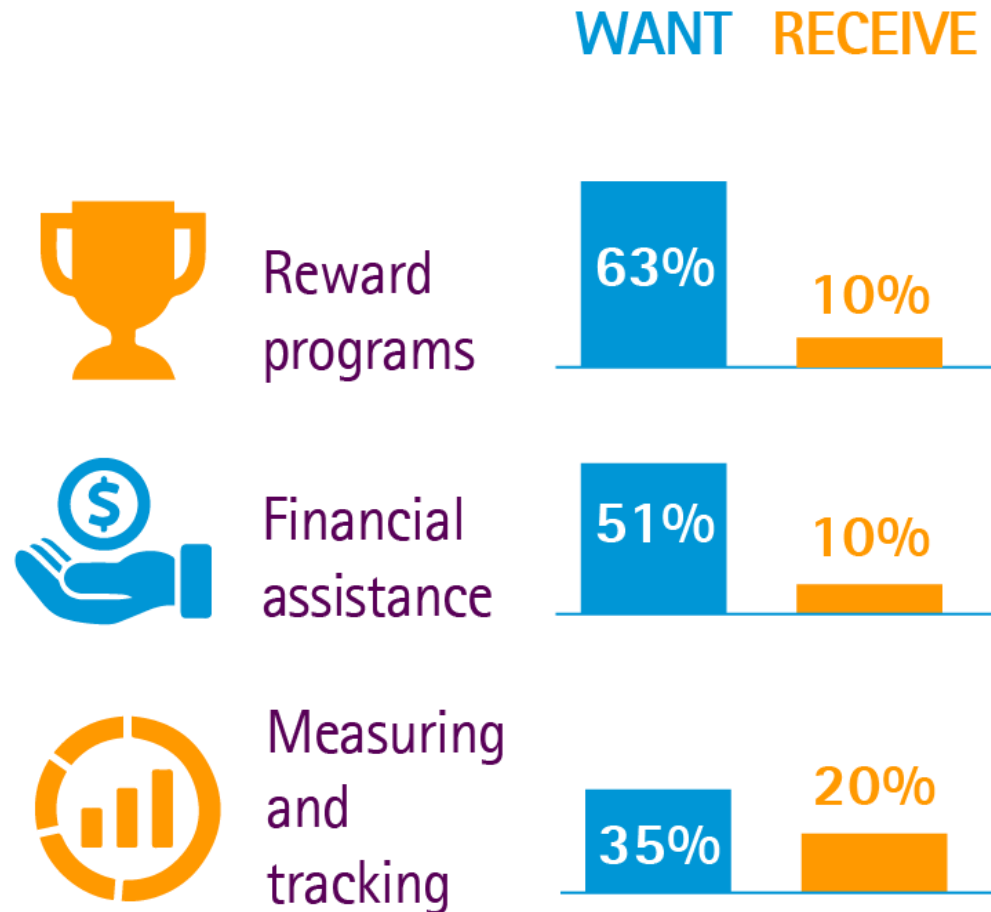 WANT RECEIVE
Reward
programs
63%
10%
Financial
assistance
51%
10%
$
Measuring
and
tracking
35%
20%